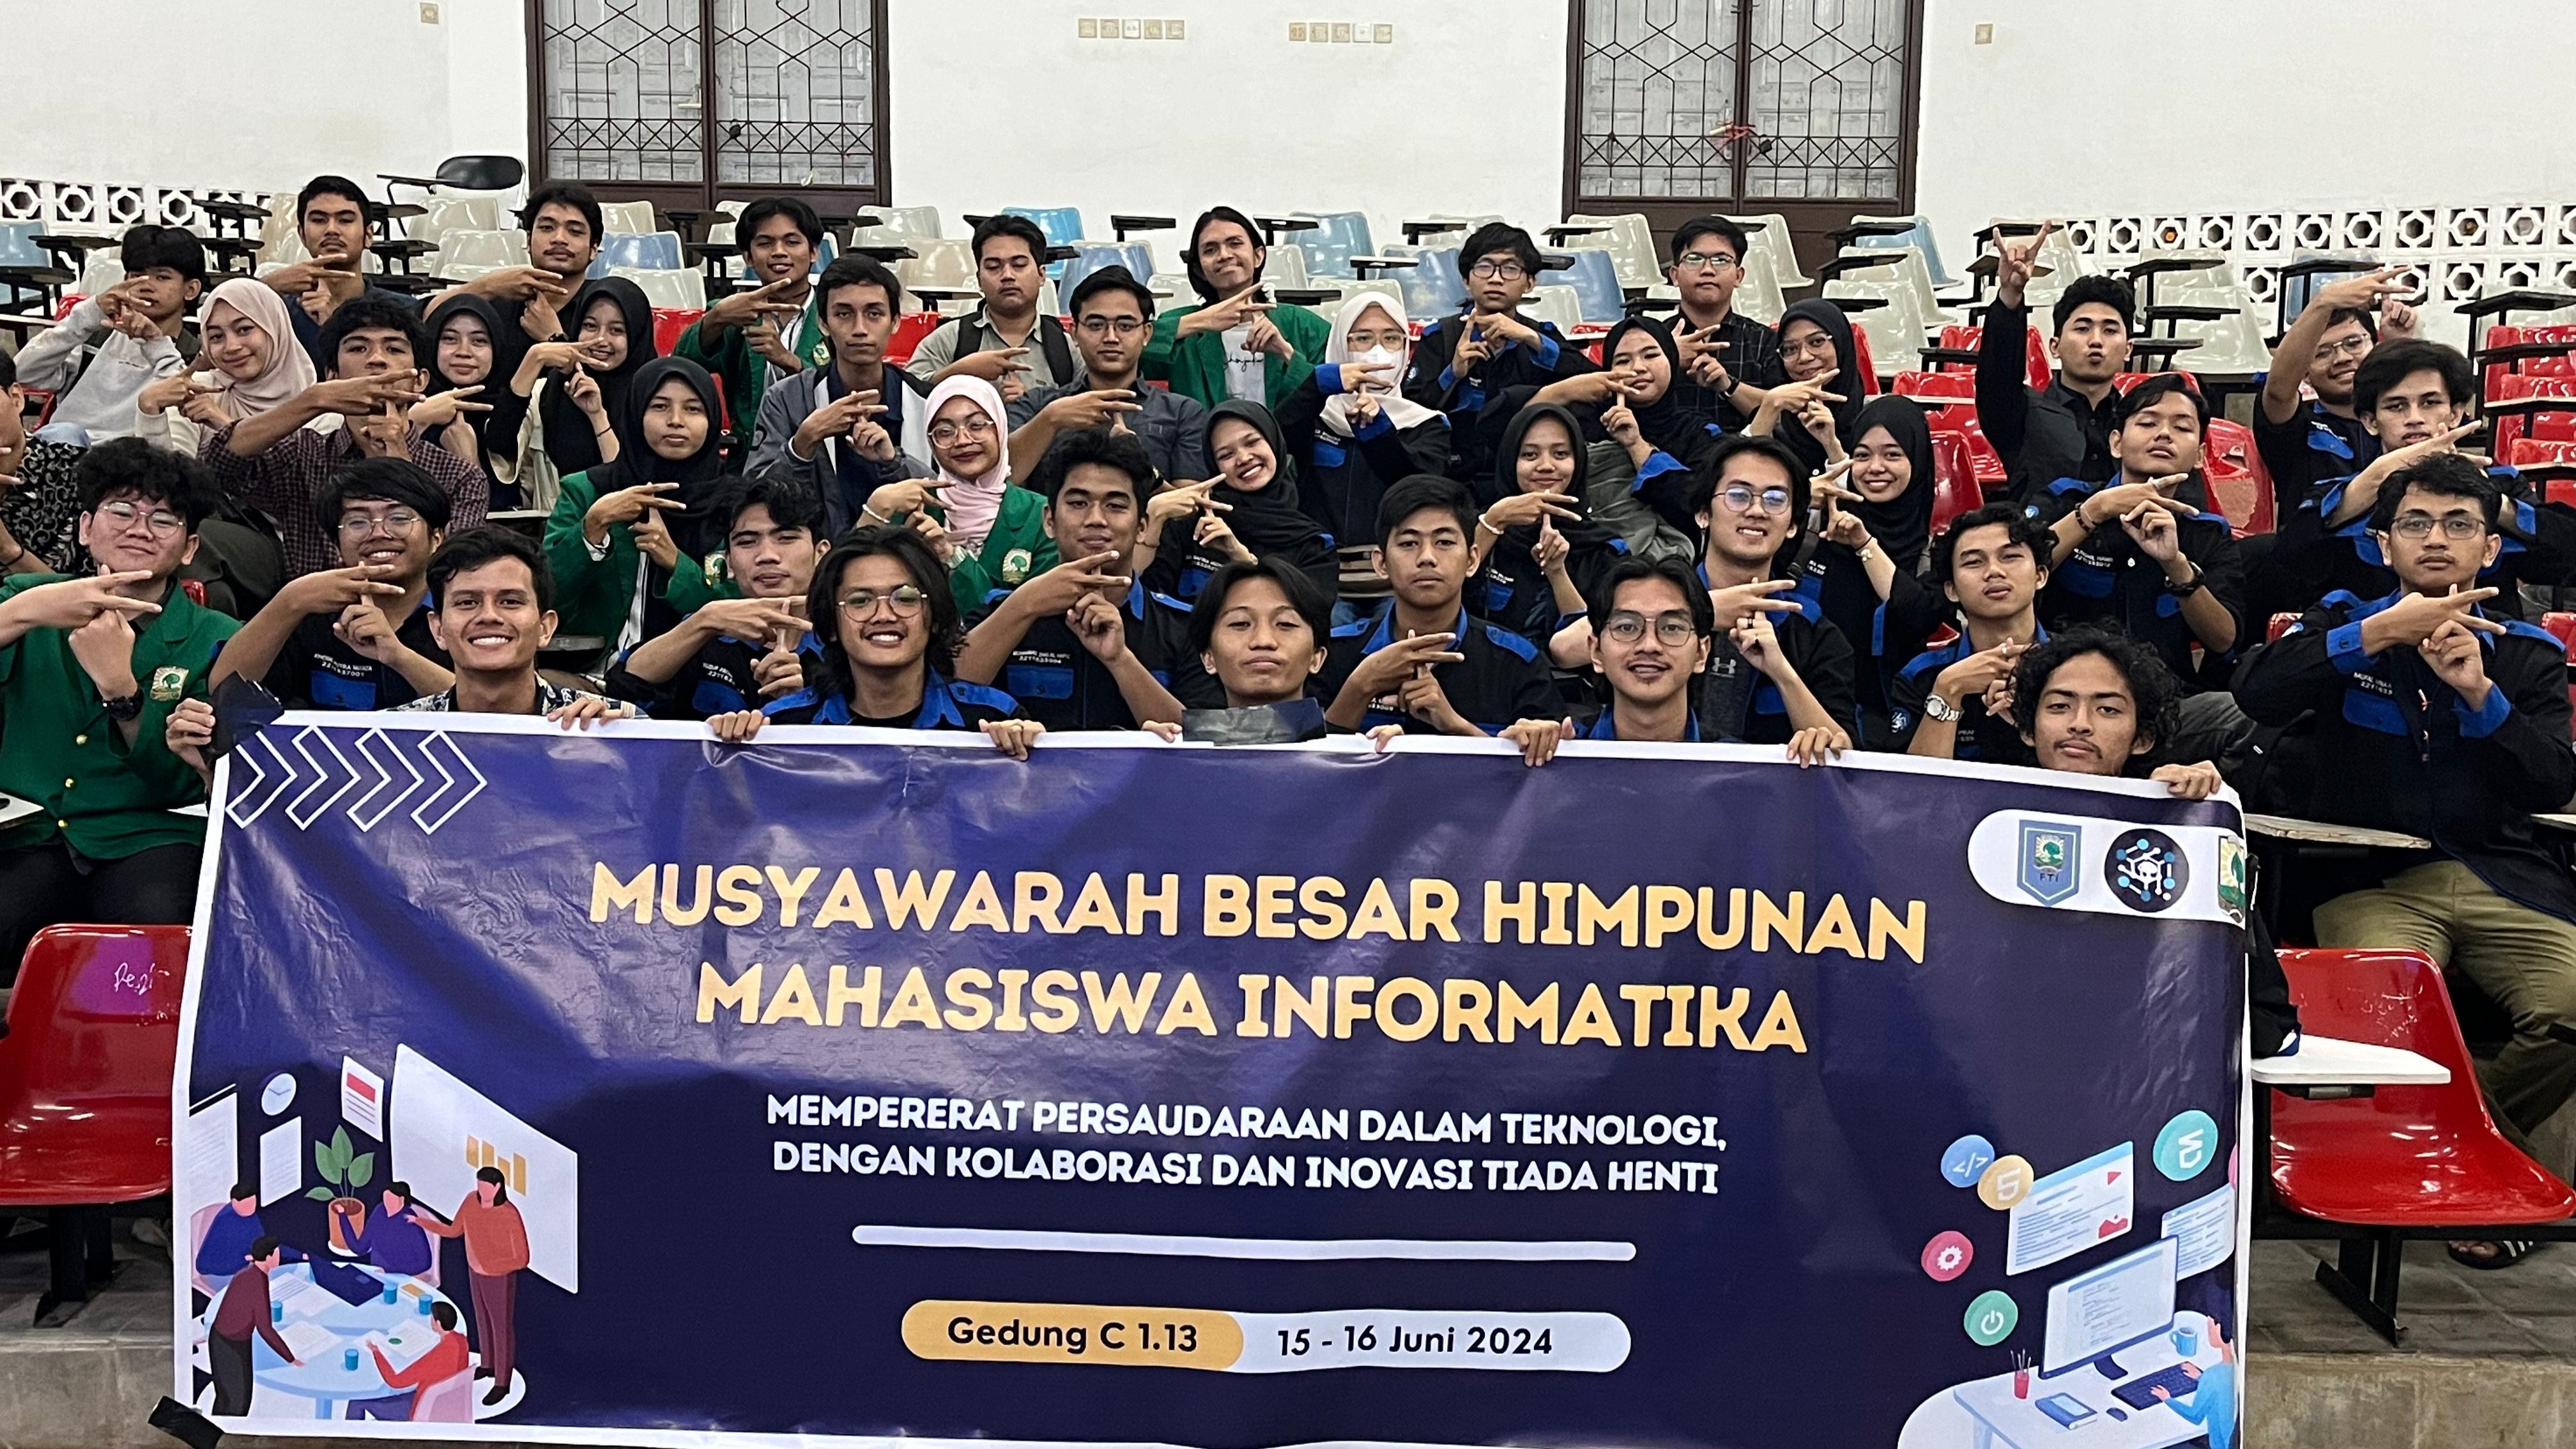 MUSYAWARAH BESAR HIMPUNAN
MAHASISWA INFORMATIKA
MEMPERERAT PERSAUDARAAN DALAM TEKNOLOGI,
DENGAN KOLABORASI DAN INOVASI TIADA HENTI
Gedung C 1.13
15 - 16 Juni 2024
FTI